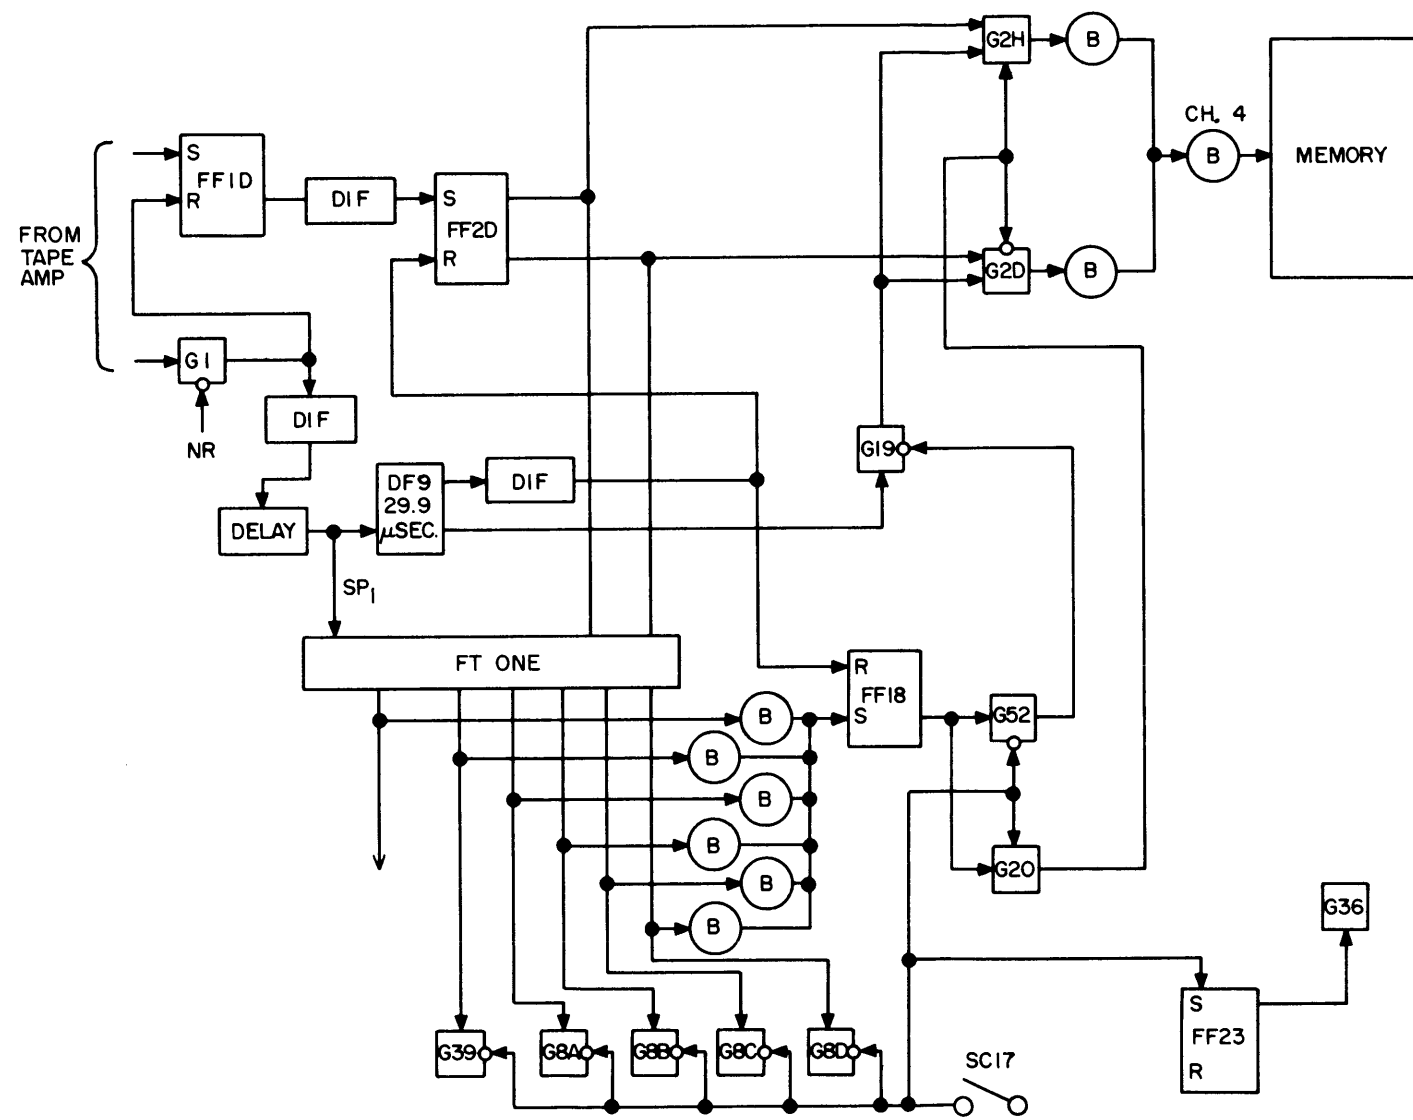 G2H
B
CH. 4
B
MEMORY
S
FF1D
R
DIF
S
FF2D
R
FROM
TAPE
AMP
G2D
B
G1
NR
DIF
G19
DF9
29.9
μSEC.
DIF
DELAY
SP1
FT ONE
R
FF18
S
B
B
B
B
B
B
G52
G20
G36
S
FF23
R
G39
G8A
G8B
G8C
G8D
SC17